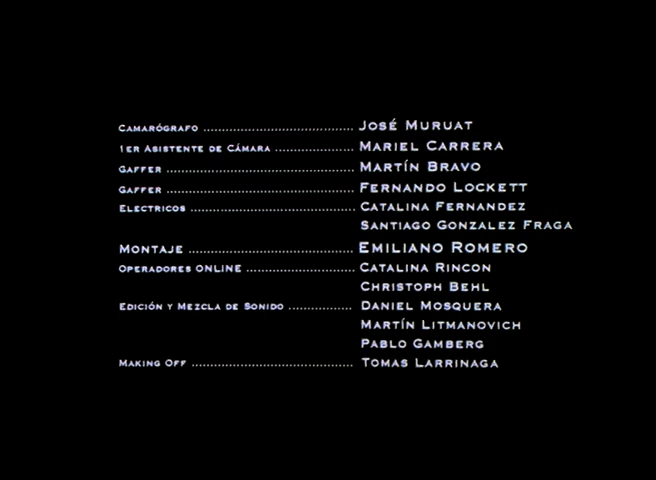 Camarógrafo ........................................ José Muruat
1er Asistente de Cámara ..................... Mariel Carrera
Gaffer .................................................. Martín Bravo
Gaffer .................................................. Fernando Lockett
Electricos ............................................ Catalina Fernandez
Santiago Gonzalez Fraga
Montaje ............................................ Emiliano Romero
Operadores ONLINE ............................. Catalina Rincon
Christoph Behl
Edición y Mezcla de Sonido ................. Daniel Mosquera
Martín Litmanovich
Pablo Gamberg
Making Off ............................................ Tomas Larrinaga